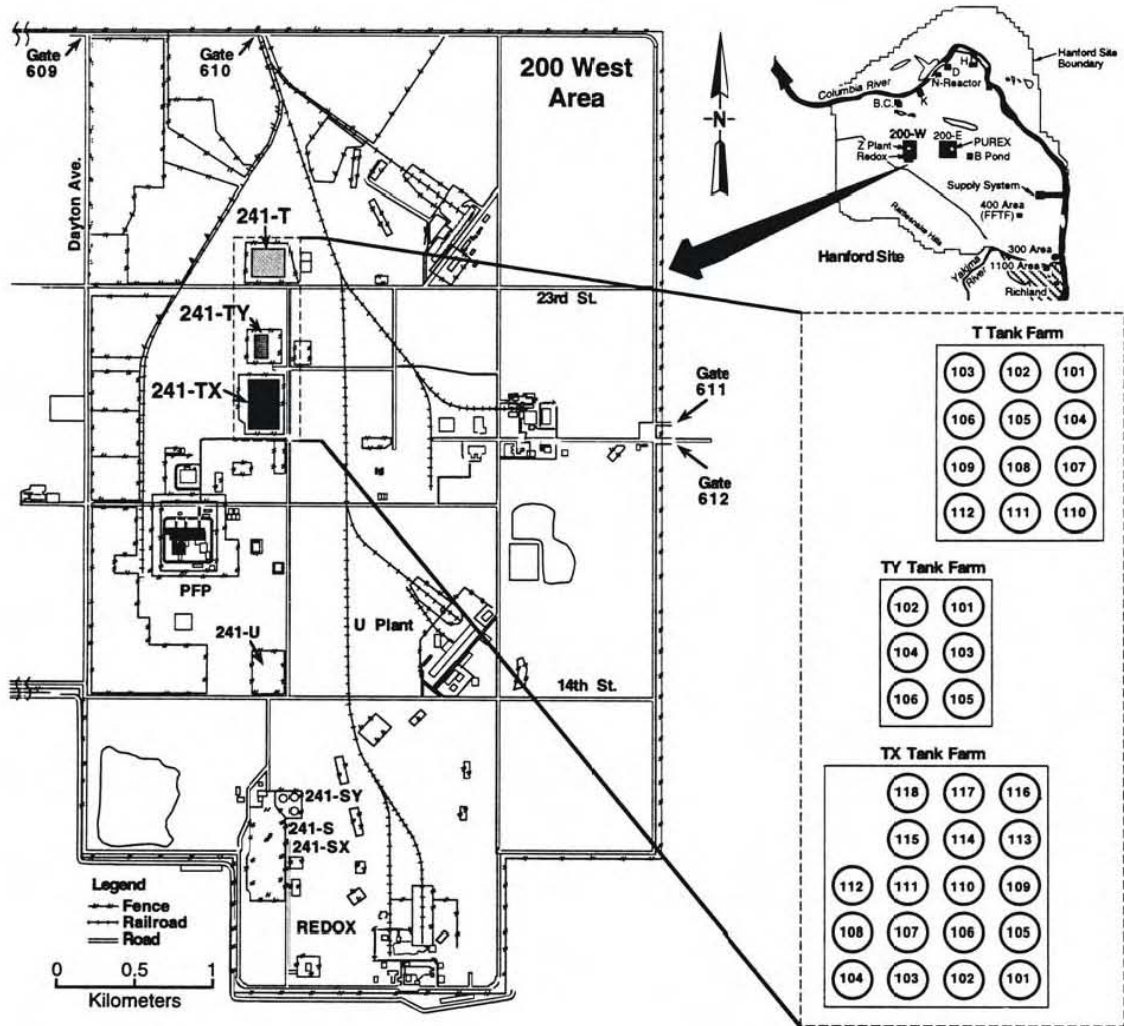 Gate
609
Gate
610
200 West
Area
Dayton Ave.
241-T
23rd St.
241-TY
241-TX
Gate
611
Gate
612
PFP
241-U
U Plant
14th St.
241-SY
241-S
241-SX
REDOX
Legend
Fence
Railroad
Road
0 0.5 1
Kilometers
-N-
Hanford Site
Boundary
Columbia River
H
D
N-Reactor
K
B.C.
200-W
200-E
Z Plant
Redox
PUREX
B Pond
Supply System
400 Area
(FFTF)
Rattlesnake Hills
Hanford Site
300 Area
1100 Area
Yakima
River
Richland
T Tank Farm
103 102 101
106 105 104
109 108 107
112 111 110
TY Tank Farm
102 101
104 103
106 105
TX Tank Farm
118 117 116
115 114 113
112 111 110 109
108 107 106 105
104 103 102 101